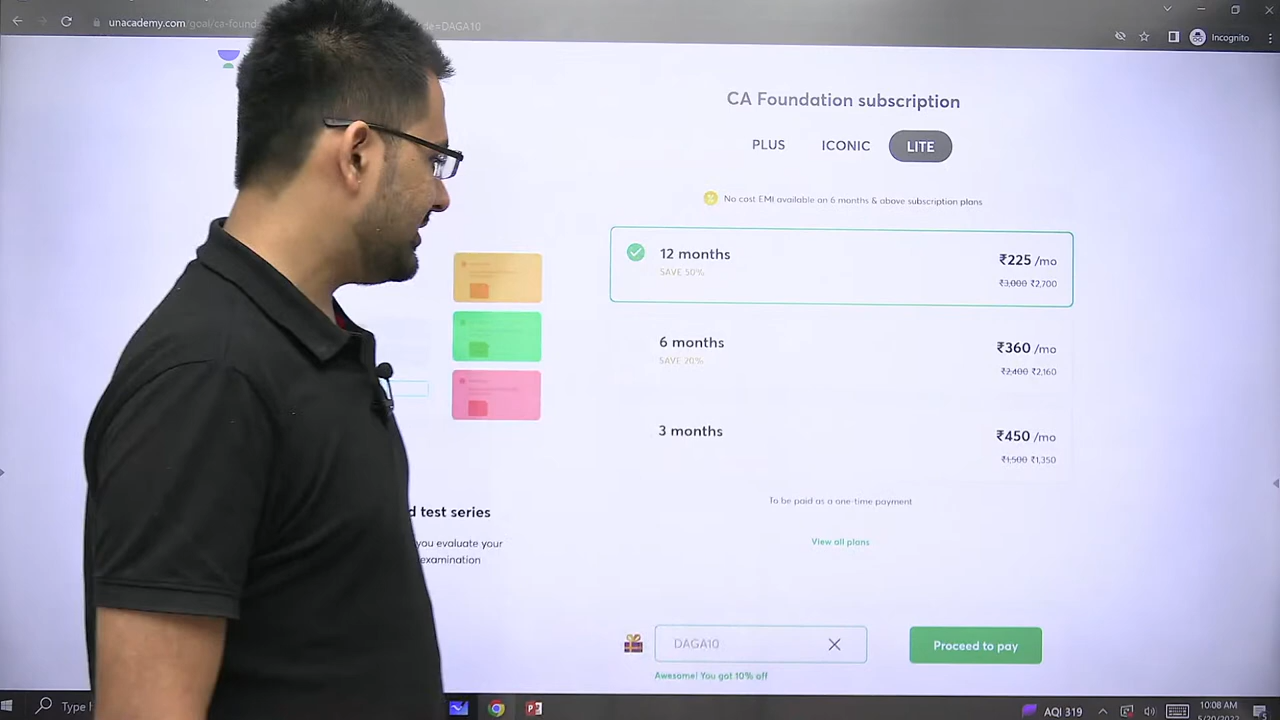 unacademy.com/goal/ca-found
de=DAGA10
Incognito
CA Foundation subscription
PLUS
ICONIC
LITE
No cost EMI available on 6 months & above subscription plans
12 months
₹225 /mo
SAVE 50%
₹3,000 ₹2,700
6 months
₹360 /mo
SAVE 20%
₹2,400 ₹2,160
3 months
₹450 /mo
₹1,500 ₹1,350
To be paid as a one-time payment
d test series
View all plans
you evaluate your
examination
DAGA10
Proceed to pay
Awesome! You got 10% off
Type
AQI 319
10:08 AM